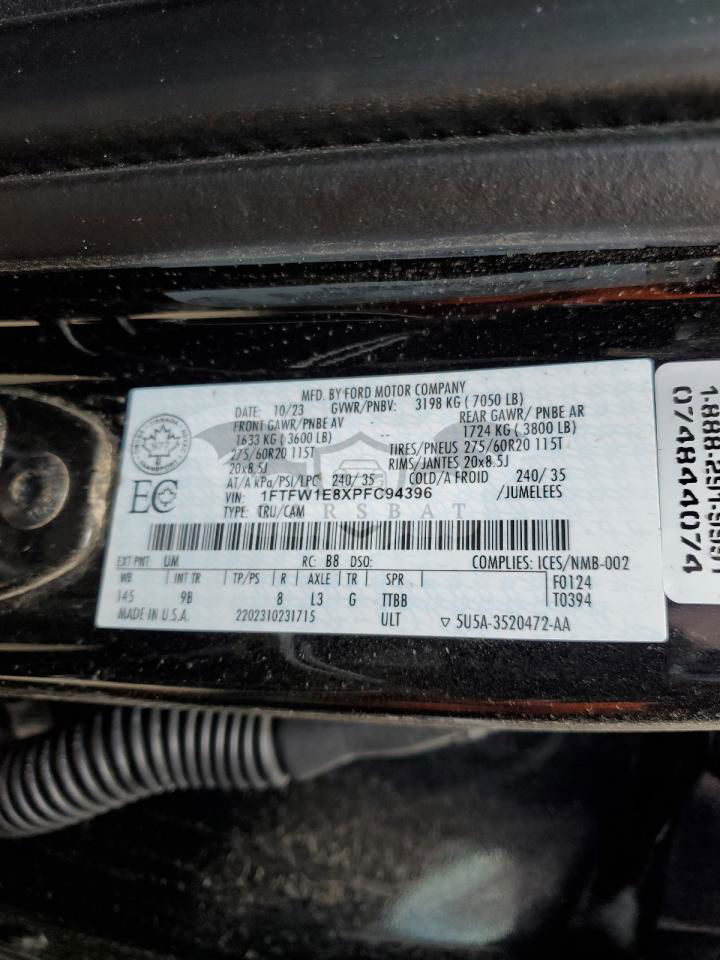 MFD. BY FORD MOTOR COMPANY
DATE: 10/23 GVWR/PNBV: 3198 KG ( 7050 LB)
FRONT GAWR/PNBE AV REAR GAWR/ PNBE AR
1633 KG ( 3600 LB) -- 1724 KG ( 3800 LB)
275/60R20 115T TIRES/PNEUS 275/60R20 115T
20x8.5J RIMS/JANTES 20x8.5J
AT/A kPa/PSI/LPC 240/ 35 COLD/A FROID 240/ 35
VIN: 1FTFW1E8XPFC94396 /JUMELEES
TYPE: TRU/CAM
EC
RSBAT
EXT PNT: UM RC: B8 DSO: COMPLIES: ICES/NMB-002
WB INT TR TP/PS R AXLE TR SPR F0124
145 9B 8 L3 G TTBB T0394
MADE IN U.S.A. 2202310231715 ULT ▽ 5U5A-3520472-AA
074844074